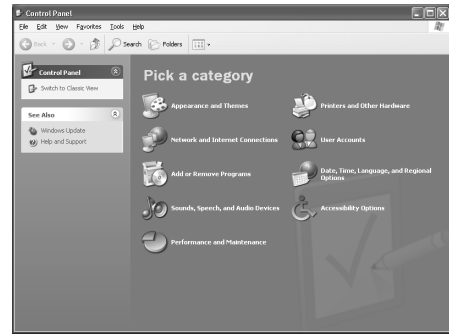 Control Panel
File Edit View Favorites Tools Help
Back Search Folders
Control Panel
Switch to Classic View
See Also
Windows Update
Help and Support
Pick a category
Appearance and Themes
Printers and Other Hardware
Network and Internet Connections
User Accounts
Add or Remove Programs
Date, Time, Language, and Regional
Options
Sounds, Speech, and Audio Devices
Accessibility Options
Performance and Maintenance